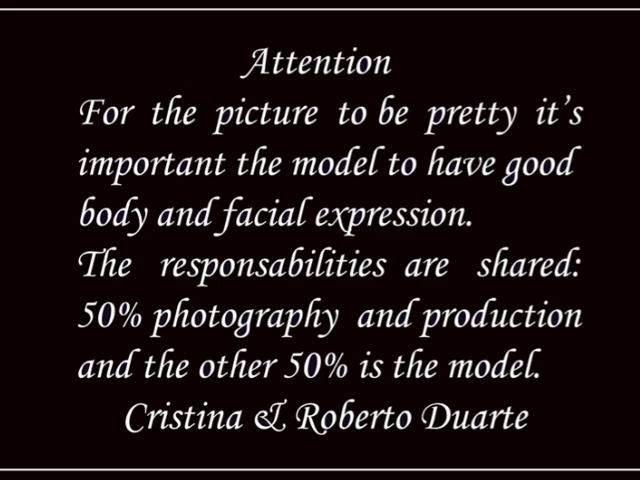 Attention
For the picture to be pretty it’s
important the model to have good
body and facial expression.
The responsabilities are shared:
50% photography and production
and the other 50% is the model.
Cristina & Roberto Duarte